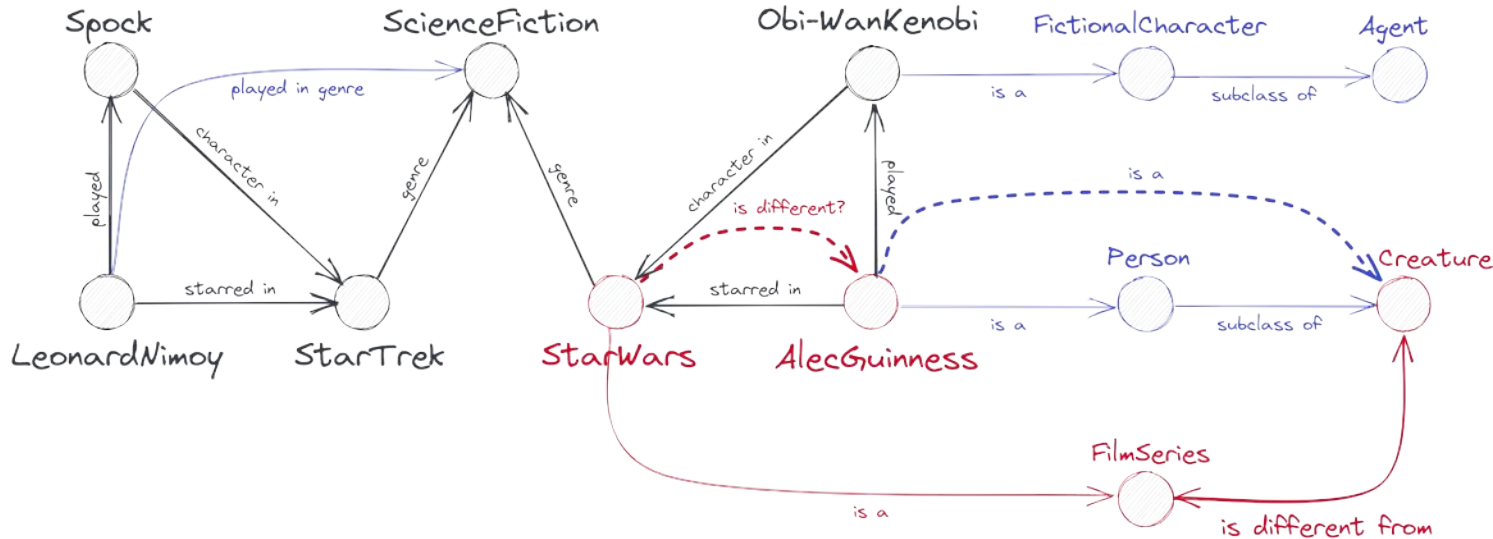 Spock
ScienceFiction
Obi-WanKenobi
FictionalCharacter
Agent
played in genre
is a
subclass of
character in
genre
genre
character in
played
played
is a
is different?
starred in
starred in
Person
Creature
is a
subclass of
LeonardNimoy
StarTrek
StarWars
AlecGuinness
FilmSeries
is a
is different from